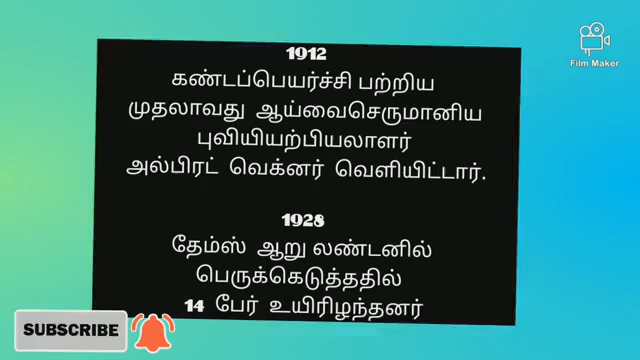 1912
கண்டப்பெயர்ச்சி பற்றிய
முதலாவது ஆய்வைசெருமானிய
புவியியற்பியலாளர்
அல்பிரட் வெக்னர் வெளியிட்டார்.
1928
தேம்ஸ் ஆறு லண்டனில்
பெருக்கெடுத்ததில்
14 பேர் உயிரிழந்தனர்
SUBSCRIBE
Film Maker